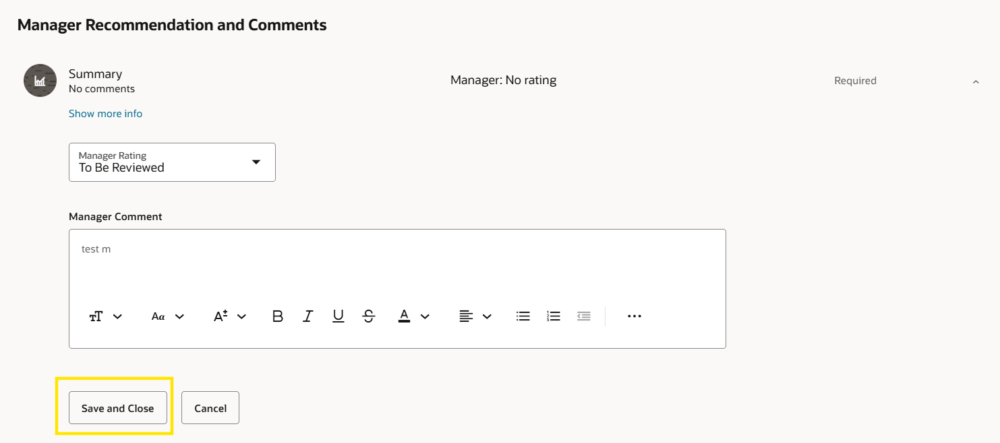 Manager Recommendation and Comments
Summary
No comments
Manager: No rating
Required
Show more info
Manager Rating
To Be Reviewed
Manager Comment
test m
Save and Close
Cancel